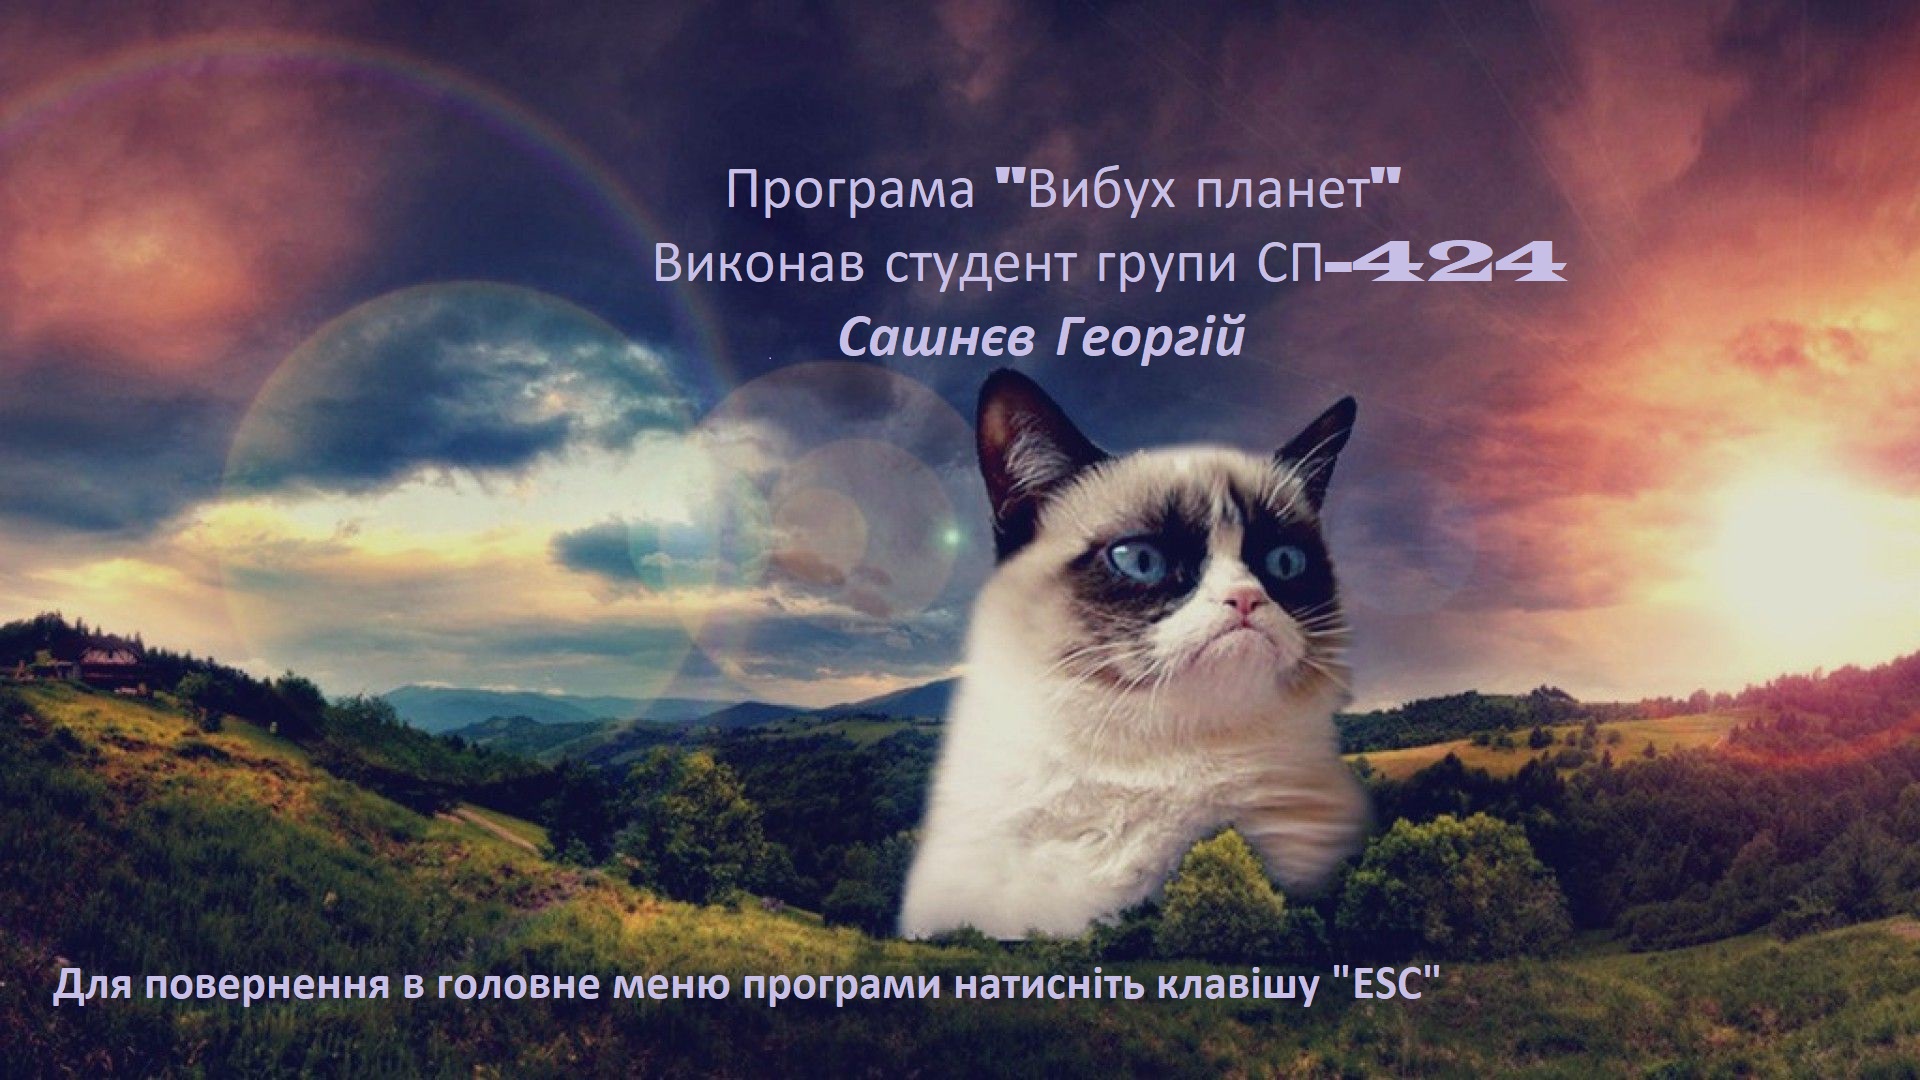 Програма "Вибух планет"
Виконав студент групи СП-424
Сашнєв Георгій
Для повернення в головне меню програми натисніть клавішу "ESC"